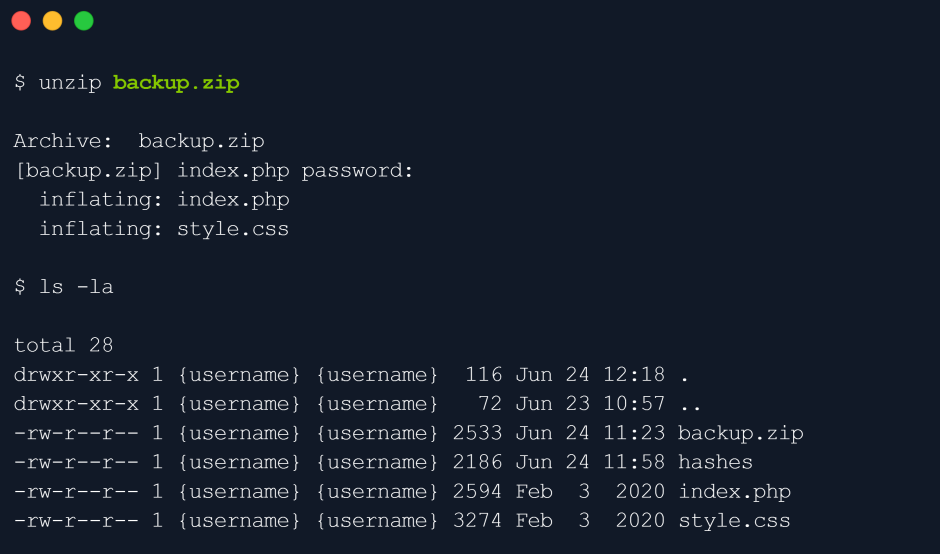 $ unzip backup.zip
Archive:  backup.zip
[backup.zip] index.php password:
  inflating: index.php
  inflating: style.css
$ ls -la
total 28
drwxr-xr-x 1 {username} {username}  116 Jun 24 12:18 .
drwxr-xr-x 1 {username} {username}   72 Jun 23 10:57 ..
-rw-r--r-- 1 {username} {username} 2533 Jun 24 11:23 backup.zip
-rw-r--r-- 1 {username} {username} 2186 Jun 24 11:58 hashes
-rw-r--r-- 1 {username} {username} 2594 Feb  3  2020 index.php
-rw-r--r-- 1 {username} {username} 3274 Feb  3  2020 style.css